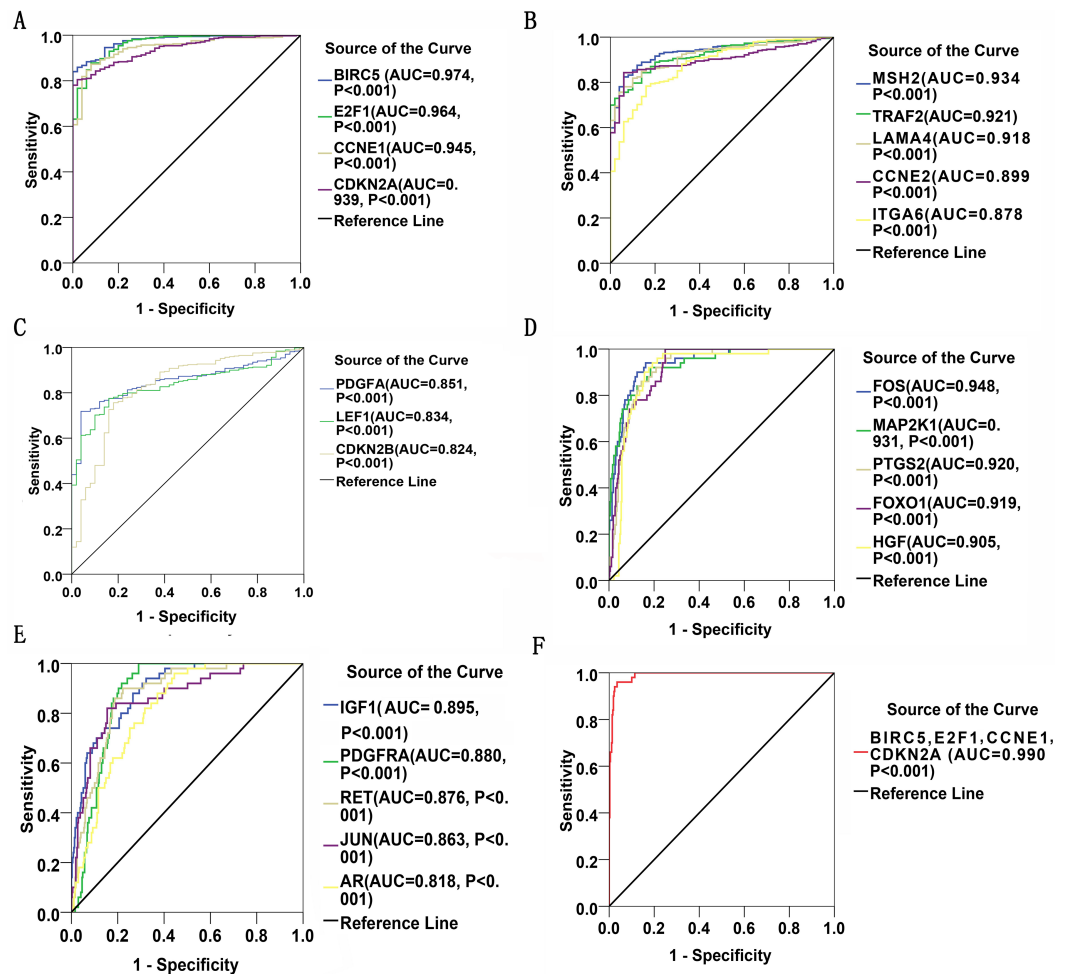 A
Source of the Curve
BIRC5 (AUC=0.974,
P<0.001)
E2F1(AUC=0.964,
P<0.001)
CCNE1(AUC=0.945,
P<0.001)
CDKN2A(AUC=0.
939, P<0.001)
Reference Line
Sensitivity
1.0
0.8
0.6
0.4
0.2
0.0
0.0 0.2 0.4 0.6 0.8 1.0
1 - Specificity
B
Source of the Curve
MSH2(AUC=0.934
P<0.001)
TRAF2(AUC=0.921)
LAMA4(AUC=0.918
P<0.001)
CCNE2(AUC=0.899
P<0.001)
ITGA6(AUC=0.878
P<0.001)
Reference Line
Sensitivity
1.0
0.8
0.6
0.4
0.2
0.0
0.0 0.2 0.4 0.6 0.8 1.0
1 - Specificity
C
Source of the Curve
PDGFA(AUC=0.851,
P<0.001)
LEF1(AUC=0.834,
P<0.001)
CDKN2B(AUC=0.824,
P<0.001)
Reference Line
Sensitivity
1.0
0.8
0.6
0.4
0.2
0.0
0.0 0.2 0.4 0.6 0.8 1.0
1 - Specificity
D
Source of the Curve
FOS(AUC=0.948,
P<0.001)
MAP2K1(AUC=0.
931, P<0.001)
PTGS2(AUC=0.920,
P<0.001)
FOXO1(AUC=0.919,
P<0.001)
HGF(AUC=0.905,
P<0.001)
Reference Line
Sensitivity
1.0
0.8
0.6
0.4
0.2
0.0
0.0 0.2 0.4 0.6 0.8 1.0
1 - Specificity
E
Source of the Curve
IGF1( AUC= 0.895,
P<0.001)
PDGFRA(AUC=0.880,
P<0.001)
RET(AUC=0.876, P<0.
001)
JUN(AUC=0.863, P<0.
001)
AR(AUC=0.818, P<0.
001)
Reference Line
Sensitivity
1.0
0.8
0.6
0.4
0.2
0.0
0.0 0.2 0.4 0.6 0.8 1.0
1 - Specificity
F
Source of the Curve
BIRC5,E2F1,CCNE1,
CDKN2A (AUC=0.990
P<0.001)
Reference Line
Sensitivity
1.0
0.8
0.6
0.4
0.2
0.0
0.0 0.2 0.4 0.6 0.8 1.0
1 - Specificity